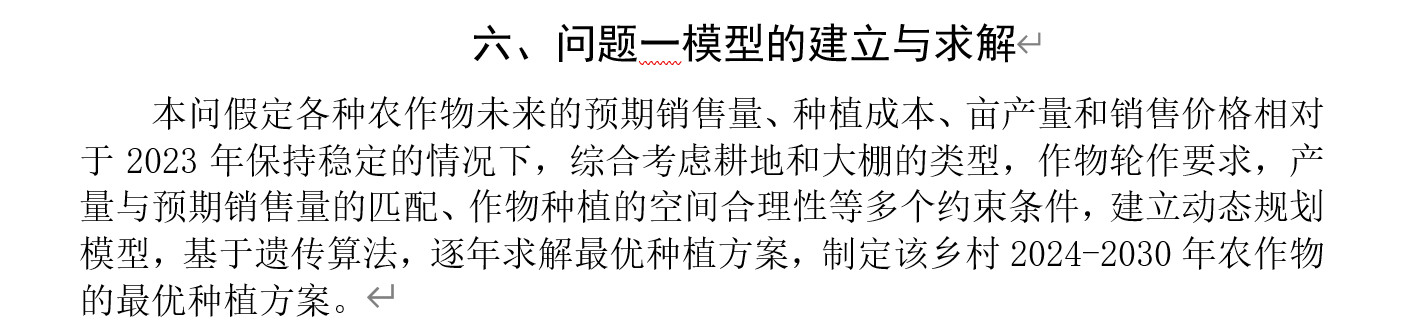 六、问题一模型的建立与求解
本问假定各种农作物未来的预期销售量、种植成本、亩产量和销售价格相对
于 2023 年保持稳定的情况下，综合考虑耕地和大棚的类型，作物轮作要求，产
量与预期销售量的匹配、作物种植的空间合理性等多个约束条件，建立动态规划
模型，基于遗传算法，逐年求解最优种植方案，制定该乡村 2024-2030 年农作物
的最优种植方案。